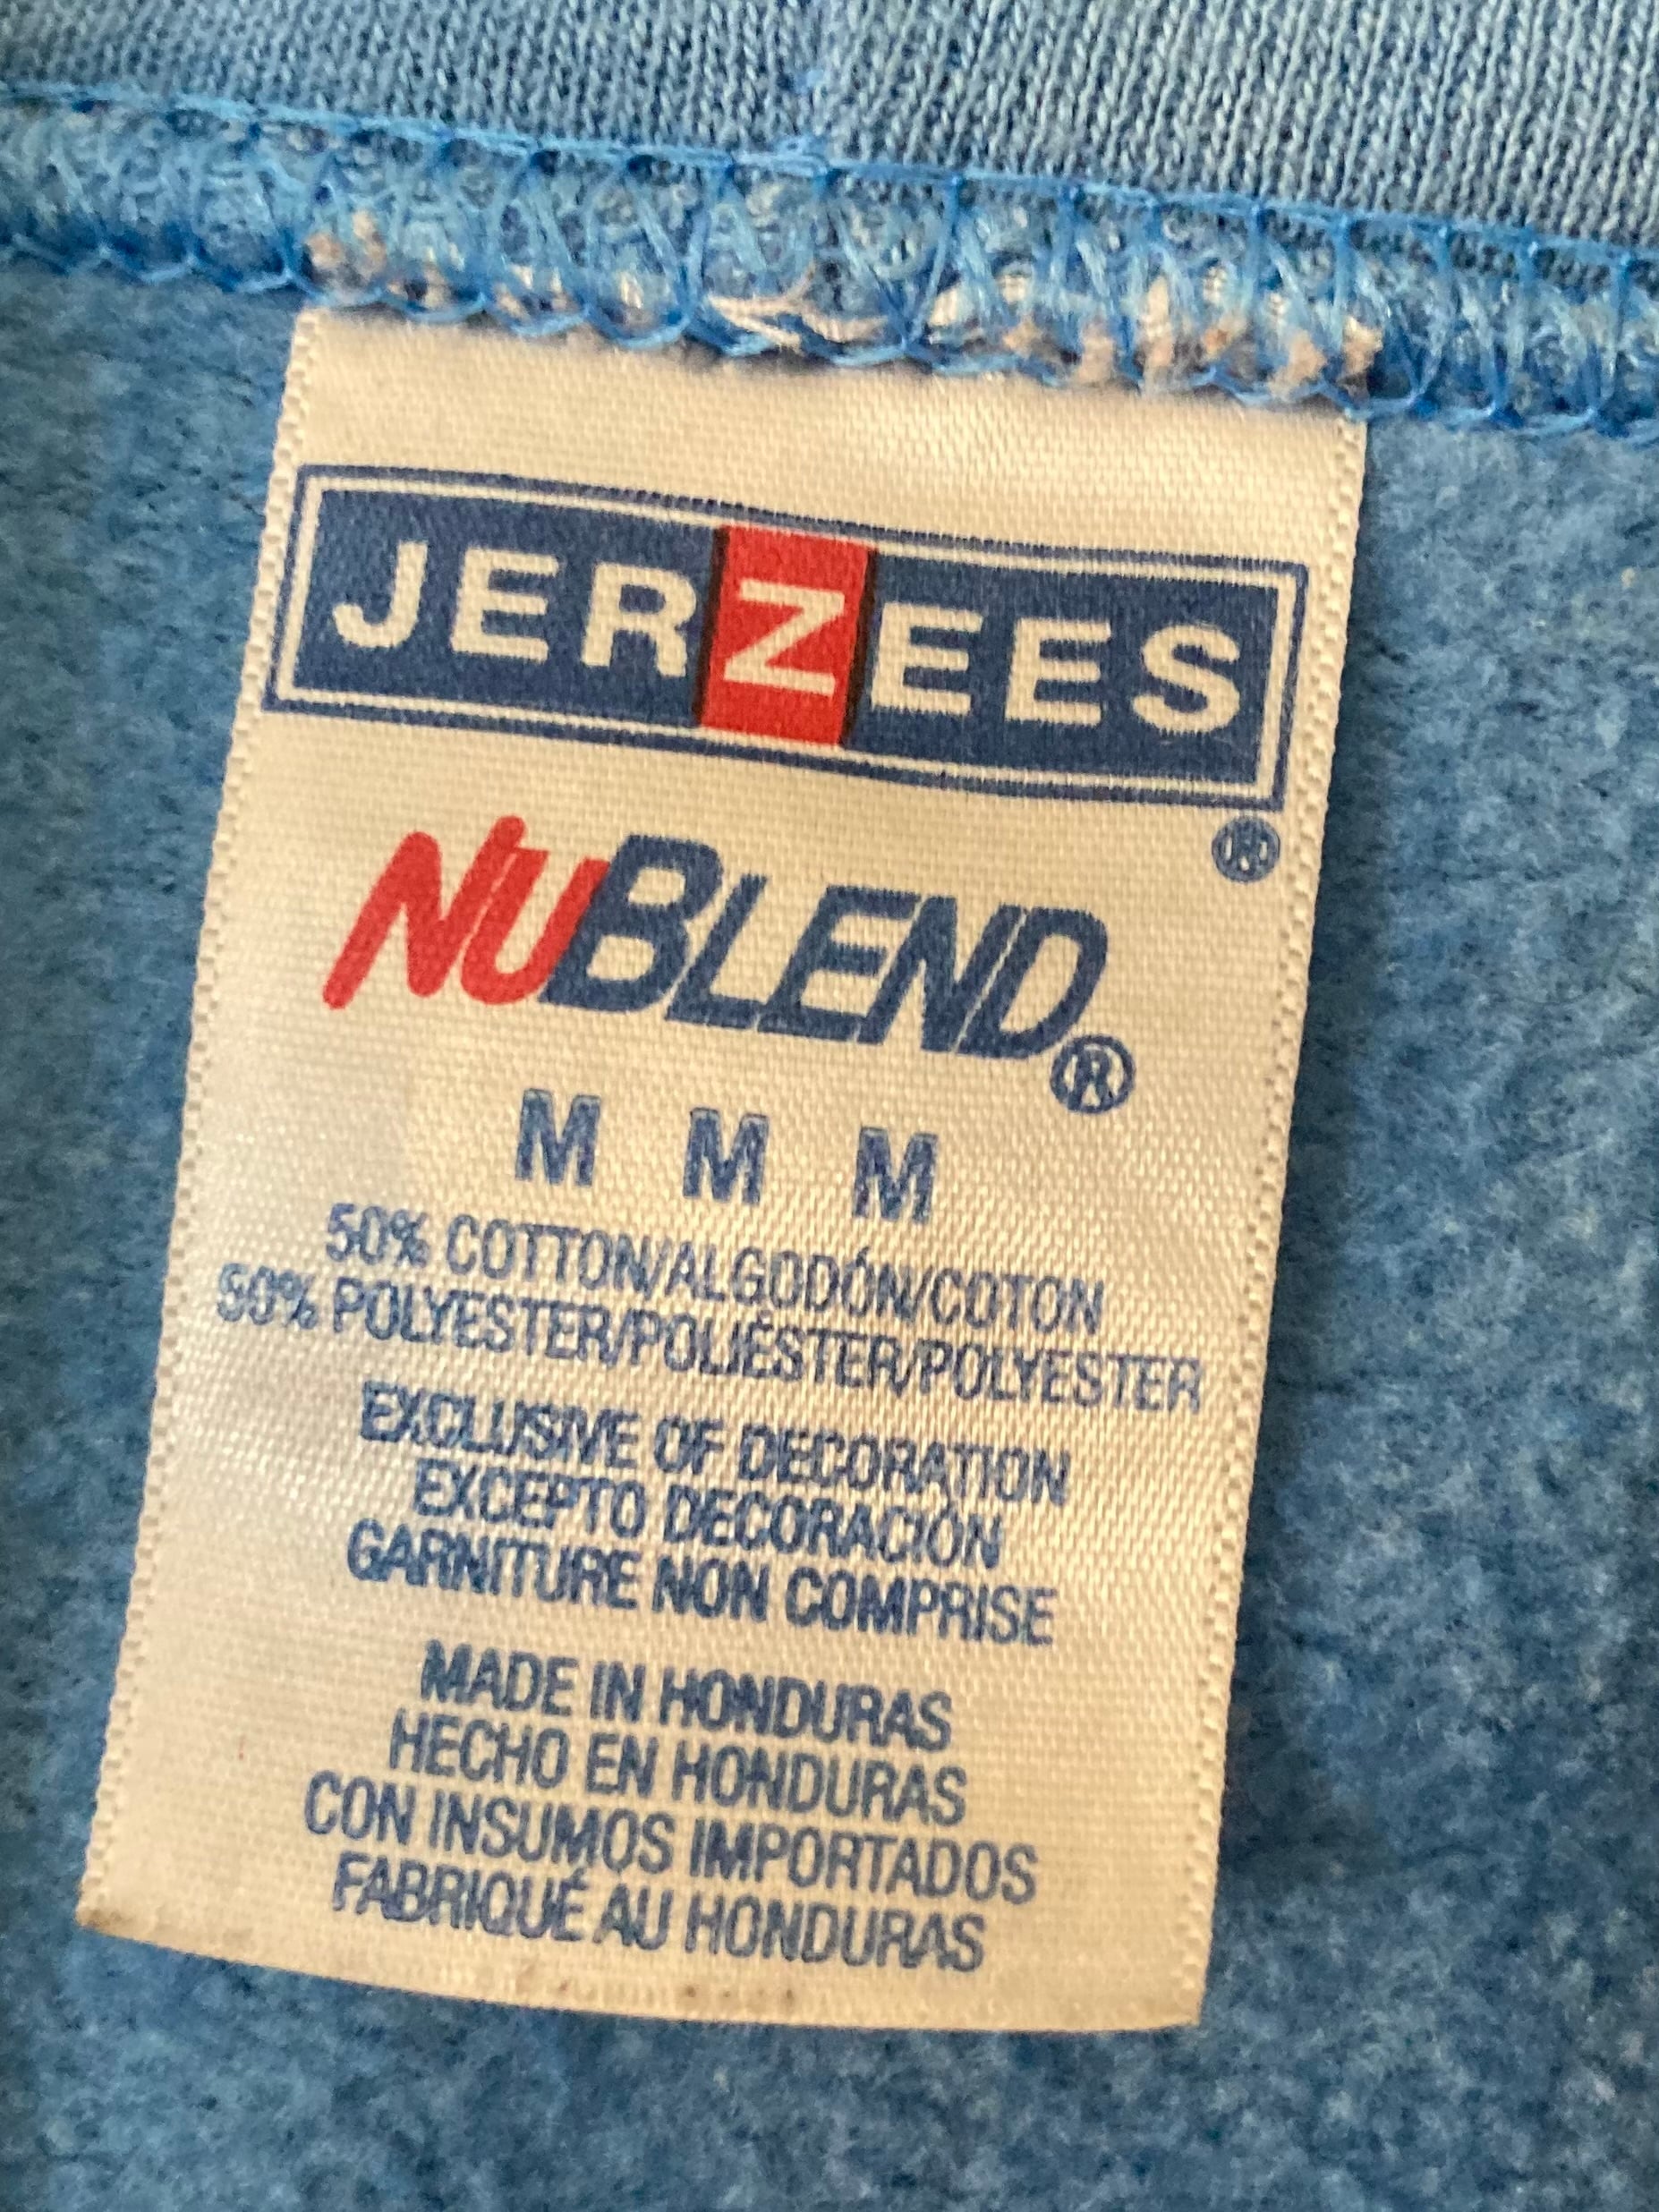 JERZEES
®
NUBLEND®
M M M
50% COTTON/ALGODÓN/COTON
50% POLYESTER/POLIÉSTER/POLYESTER
EXCLUSIVE OF DECORATION
EXCEPTO DECORACIÓN
GARNITURE NON COMPRISE
MADE IN HONDURAS
HECHO EN HONDURAS
CON INSUMOS IMPORTADOS
FABRIQUÉ AU HONDURAS